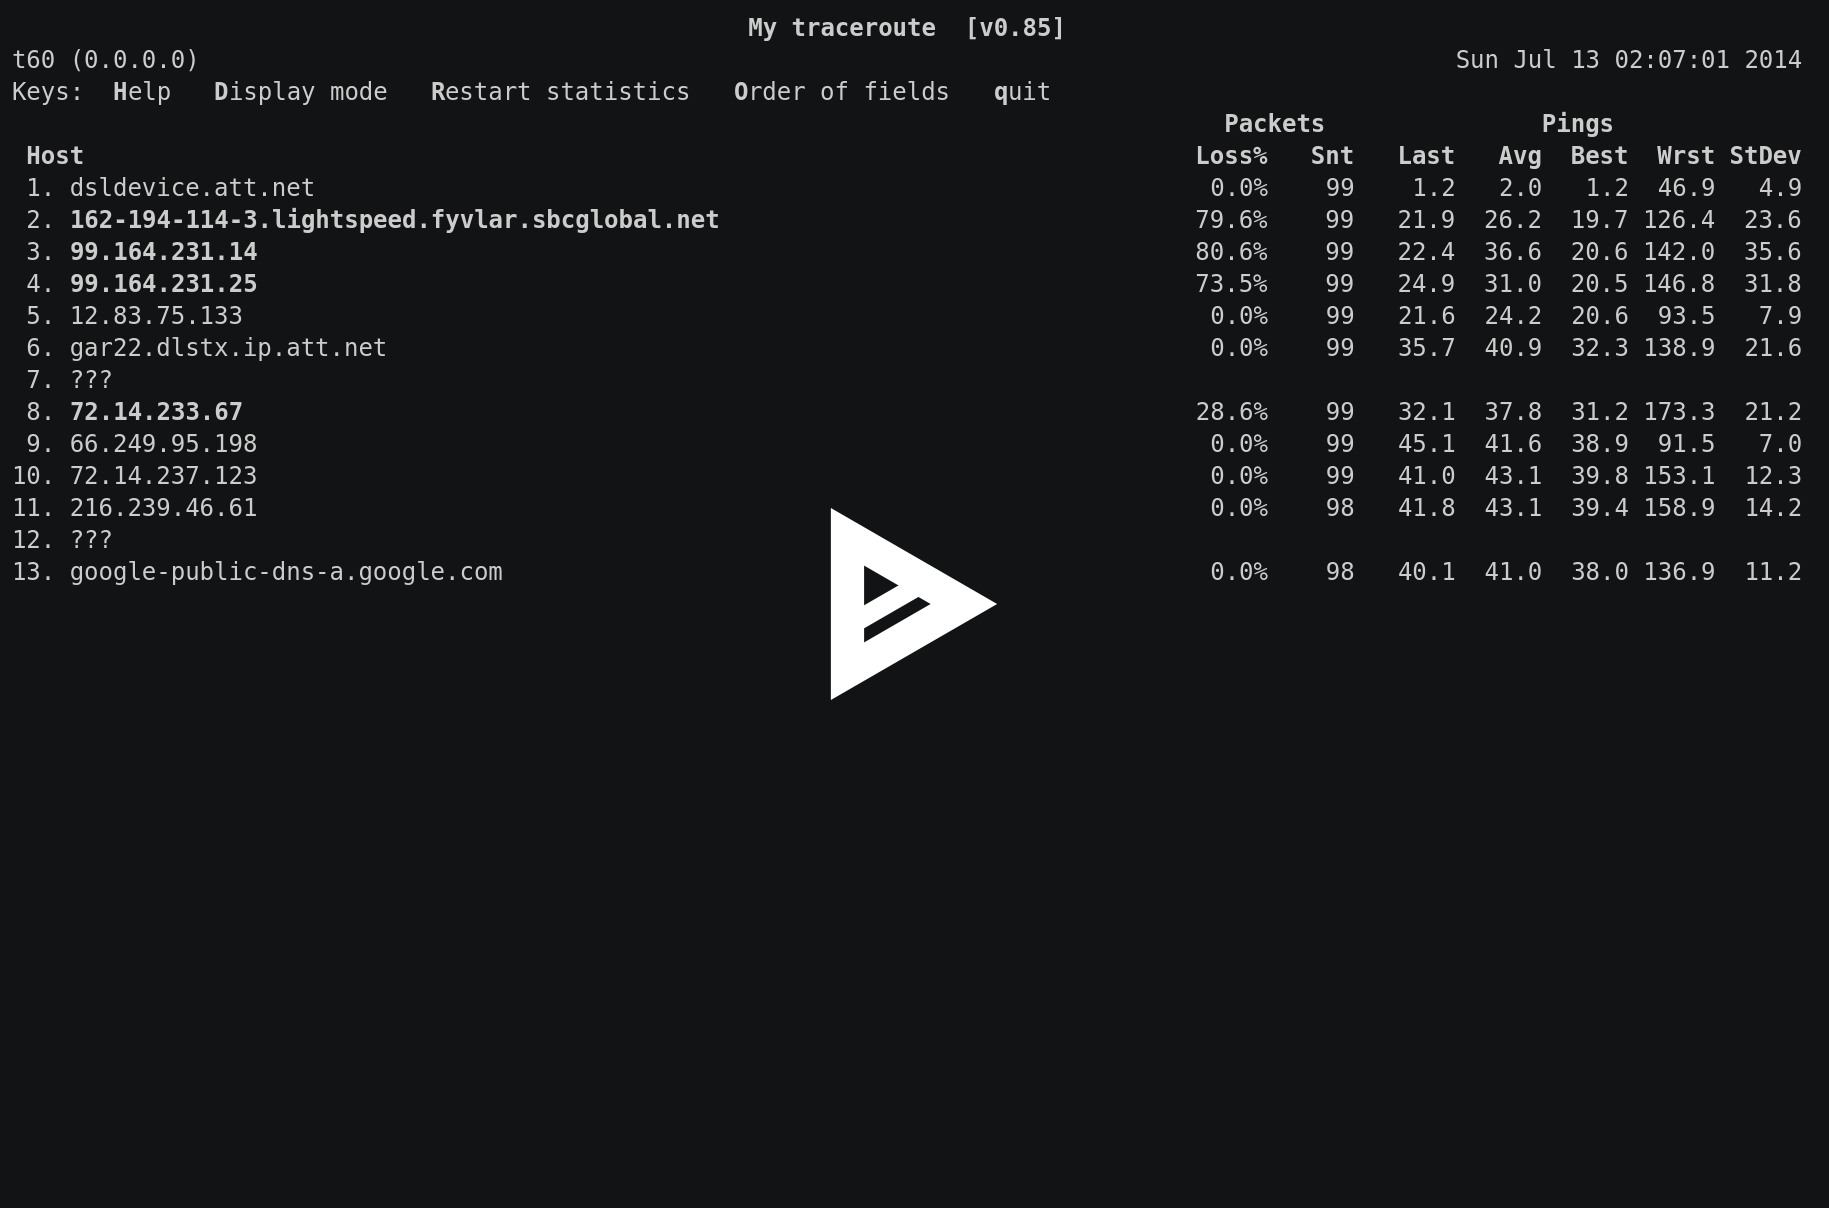 My traceroute  [v0.85]
t60 (0.0.0.0) Sun Jul 13 02:07:01 2014
Keys:  Help   Display mode   Restart statistics   Order of fields   quit
Packets Pings
Host Loss% Snt Last Avg Best Wrst StDev
1. dsldevice.att.net 0.0% 99 1.2 2.0 1.2 46.9 4.9
2. 162-194-114-3.lightspeed.fyvlar.sbcglobal.net 79.6% 99 21.9 26.2 19.7 126.4 23.6
3. 99.164.231.14 80.6% 99 22.4 36.6 20.6 142.0 35.6
4. 99.164.231.25 73.5% 99 24.9 31.0 20.5 146.8 31.8
5. 12.83.75.133 0.0% 99 21.6 24.2 20.6 93.5 7.9
6. gar22.dlstx.ip.att.net 0.0% 99 35.7 40.9 32.3 138.9 21.6
7. ???
8. 72.14.233.67 28.6% 99 32.1 37.8 31.2 173.3 21.2
9. 66.249.95.198 0.0% 99 45.1 41.6 38.9 91.5 7.0
10. 72.14.237.123 0.0% 99 41.0 43.1 39.8 153.1 12.3
11. 216.239.46.61 0.0% 98 41.8 43.1 39.4 158.9 14.2
12. ???
13. google-public-dns-a.google.com 0.0% 98 40.1 41.0 38.0 136.9 11.2